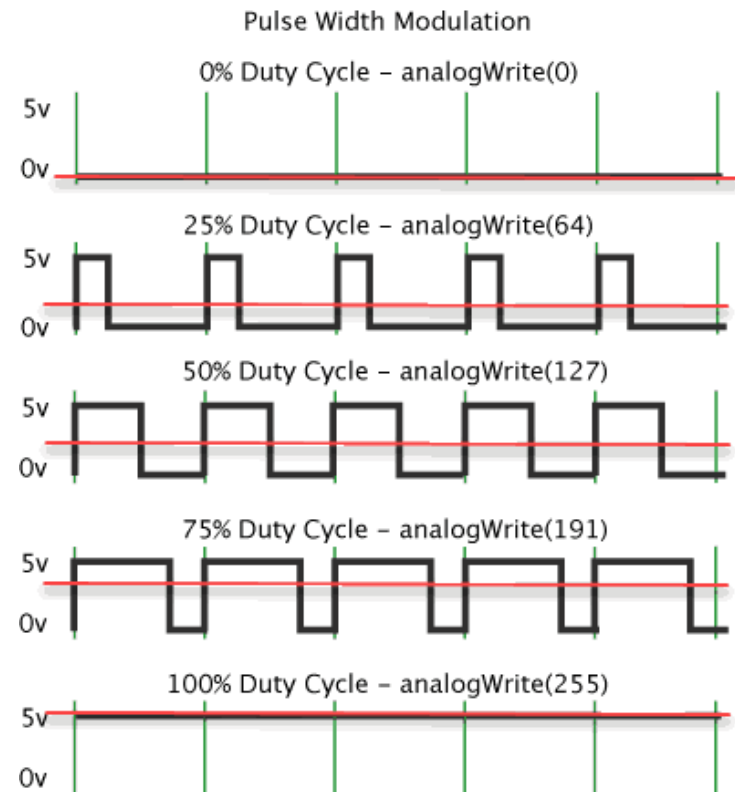 Pulse Width Modulation
0% Duty Cycle – analogWrite(0)
5v
0v
25% Duty Cycle – analogWrite(64)
5v
0v
50% Duty Cycle – analogWrite(127)
5v
0v
75% Duty Cycle – analogWrite(191)
5v
0v
100% Duty Cycle – analogWrite(255)
5v
0v